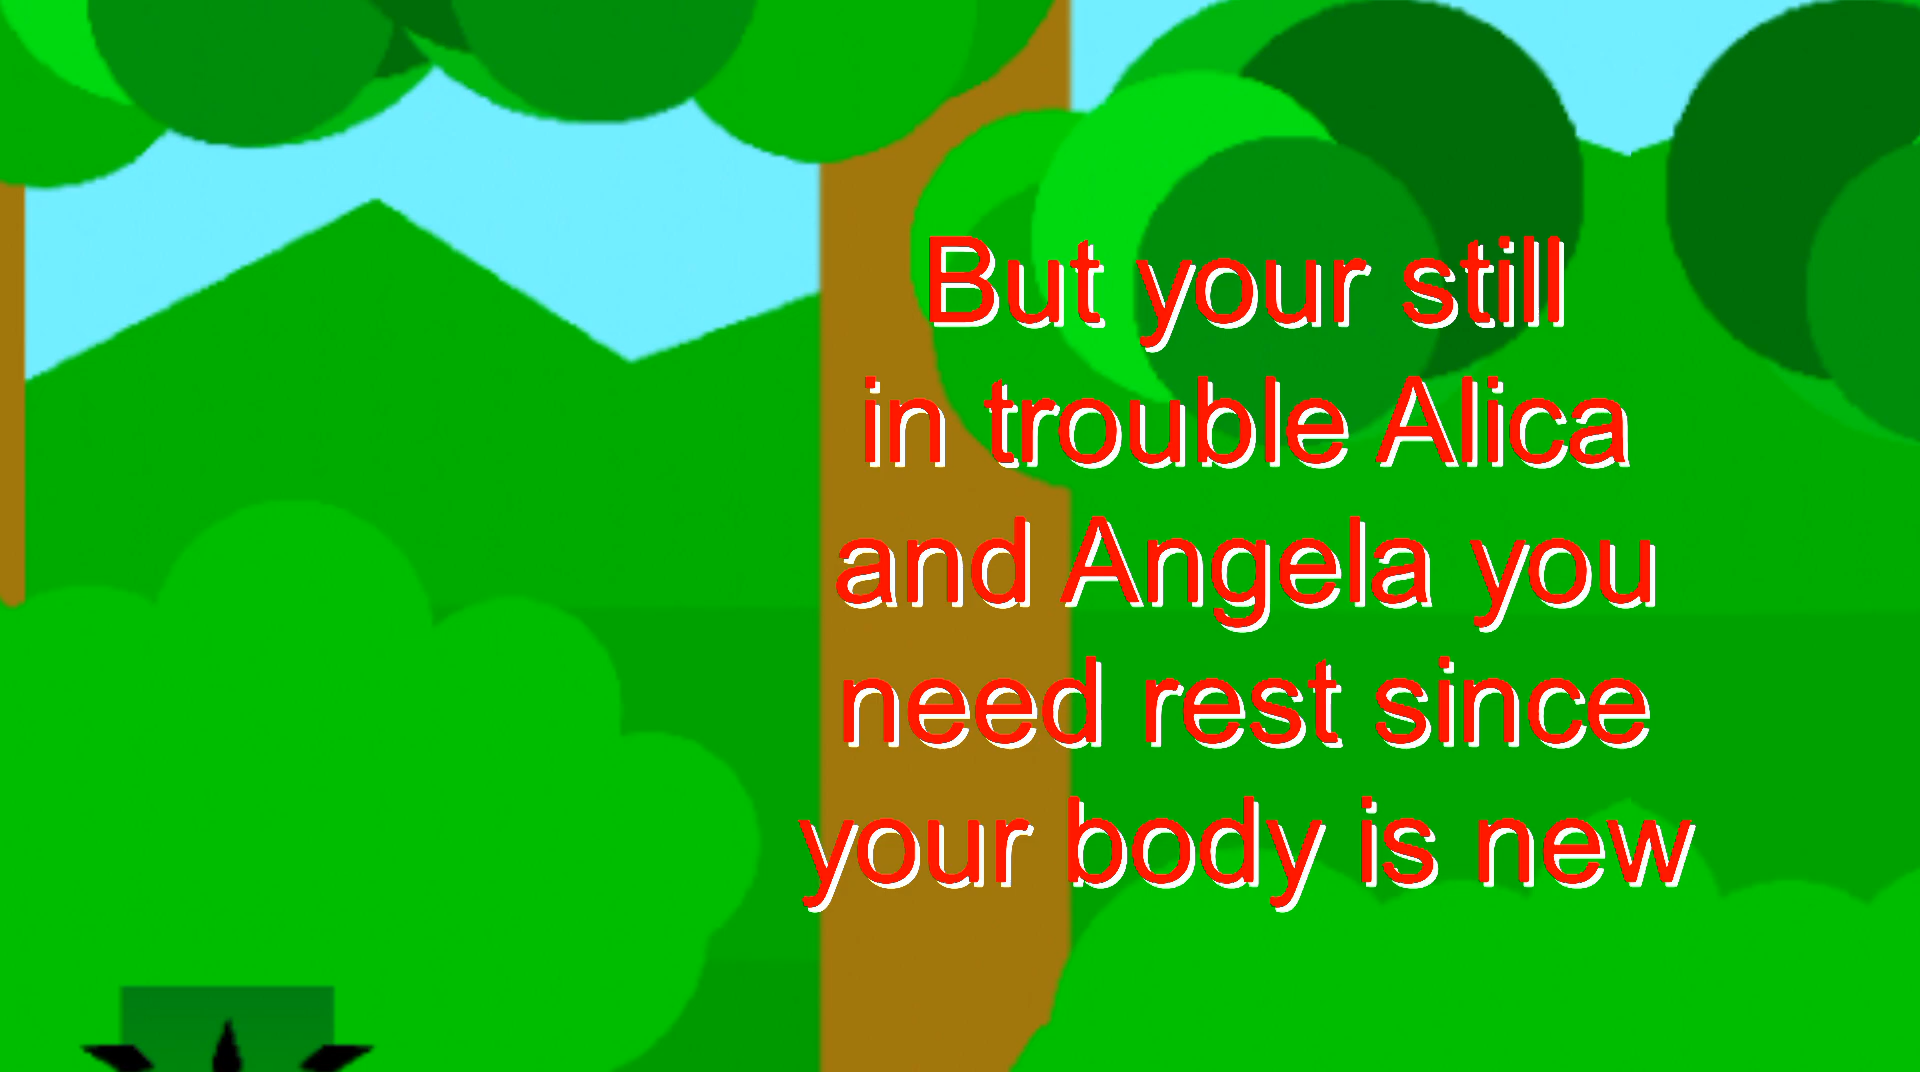 But your still
in trouble Alica
and Angela you
need rest since
your body is new